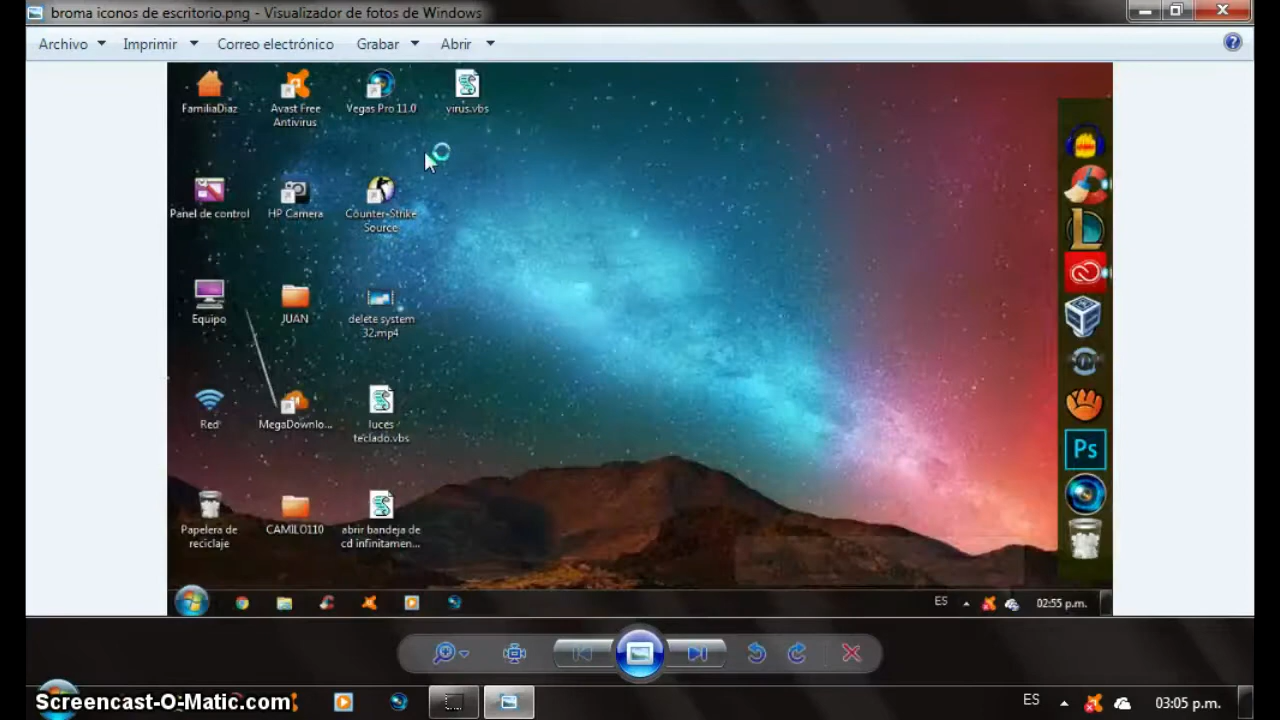 broma iconos de escritorio.png - Visualizador de fotos de Windows
Archivo Imprimir Correo electrónico Grabar Abrir
FamiliaDiaz
Avast Free
Antivirus
Vegas Pro 11.0
virus.vbs
Panel de control
HP Camera
Counter-Strike
Source
Equipo
JUAN
delete system
32.mp4
Red
MegaDownlo...
luces
teclado.vbs
Papelera de
reciclaje
CAMILO110
abrir bandeja de
cd infinitamen...
Ps
ES
02:55 p.m.
Screencast-O-Matic.com
ES
03:05 p.m.